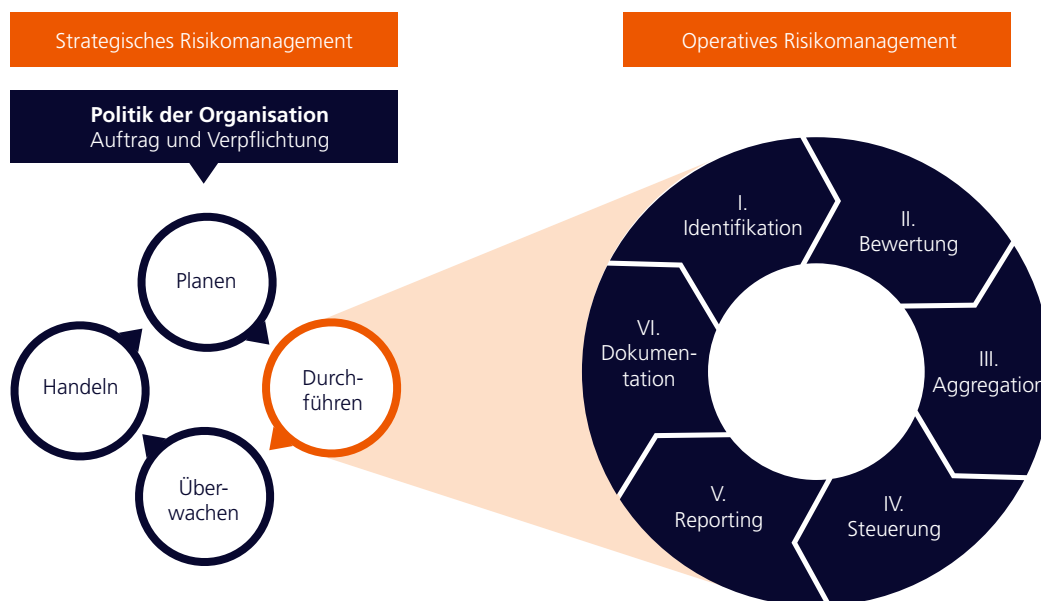 Strategisches Risikomanagement
Operatives Risikomanagement
Politik der Organisation
Auftrag und Verpflichtung
Planen
Durch-
führen
Über-
wachen
Handeln
I.
Identifikation
II.
Bewertung
III.
Aggregation
IV.
Steuerung
V.
Reporting
VI.
Dokumen-
tation